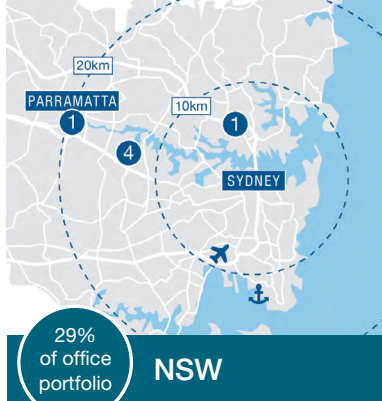 20km
PARRAMATTA
10km
1
1
4
SYDNEY
29%
of office
portfolio
NSW